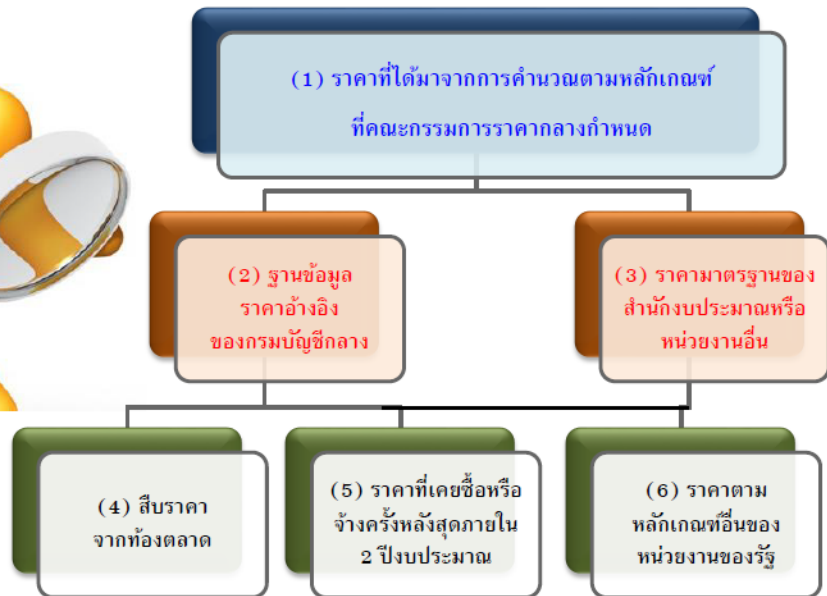 (1) ราคาที่ได้มาจากการคำนวณตามหลักเกณฑ์
ที่คณะกรรมการราคากลางกำหนด
(2) ฐานข้อมูล
ราคาอ้างอิง
ของกรมบัญชีกลาง
(3) ราคามาตรฐานของ
สำนักงบประมาณหรือ
หน่วยงานอื่น
(4) สืบราคา
จากท้องตลาด
(5) ราคาที่เคยซื้อหรือ
จ้างครั้งหลังสุดภายใน
2 ปีงบประมาณ
(6) ราคาตาม
หลักเกณฑ์อื่นของ
หน่วยงานของรัฐ